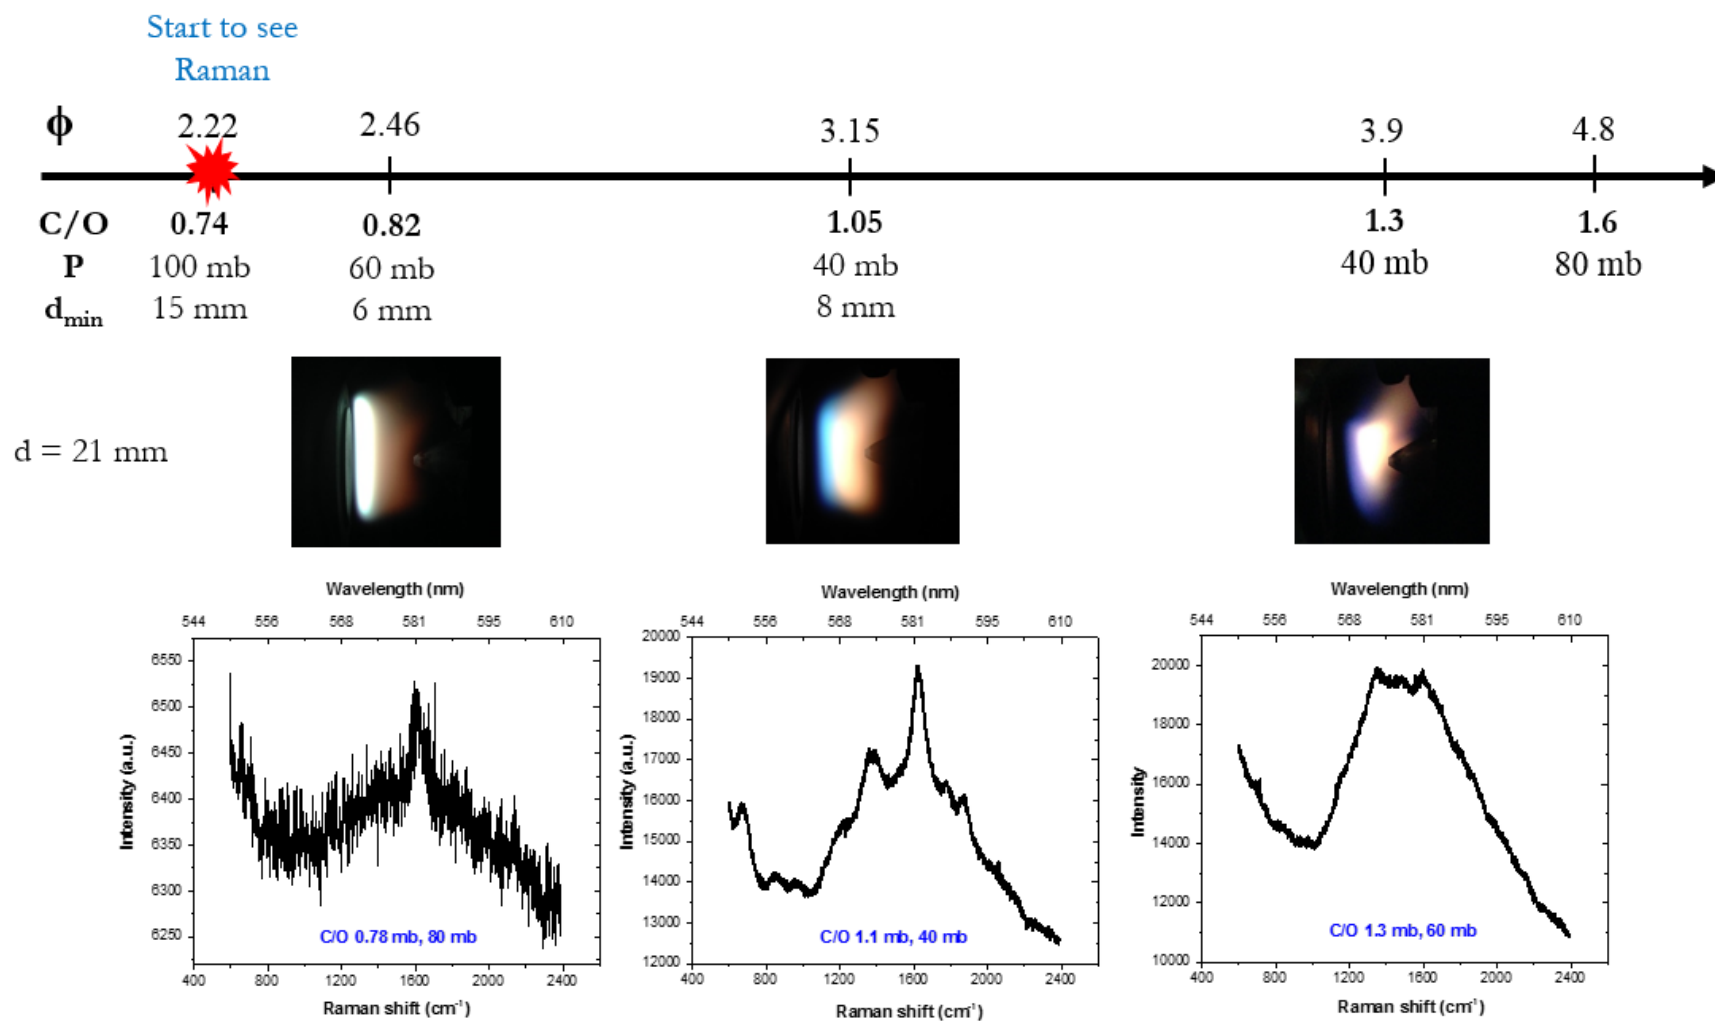 Start to see
Raman
ϕ 2.22 2.46 3.15 3.9 4.8
C/O 0.74 0.82 1.05 1.3 1.6
P 100 mb 60 mb 40 mb 40 mb 80 mb
dmin 15 mm 6 mm 8 mm
d = 21 mm
Wavelength (nm)
544 556 568 581 595 610
6550
6500
6450
6400
6350
6300
6250
Intensity (a.u.)
C/O 0.78 mb, 80 mb
400 800 1200 1600 2000 2400
Raman shift (cm-1)
Wavelength (nm)
544 556 568 581 595 610
20000
19000
18000
17000
16000
15000
14000
13000
12000
Intensity (a.u.)
C/O 1.1 mb, 40 mb
400 800 1200 1600 2000 2400
Raman shift (cm-1)
Wavelength (nm)
544 556 568 581 595 610
20000
18000
16000
14000
12000
10000
Intensity
C/O 1.3 mb, 60 mb
400 800 1200 1600 2000 2400
Raman shift (cm-1)